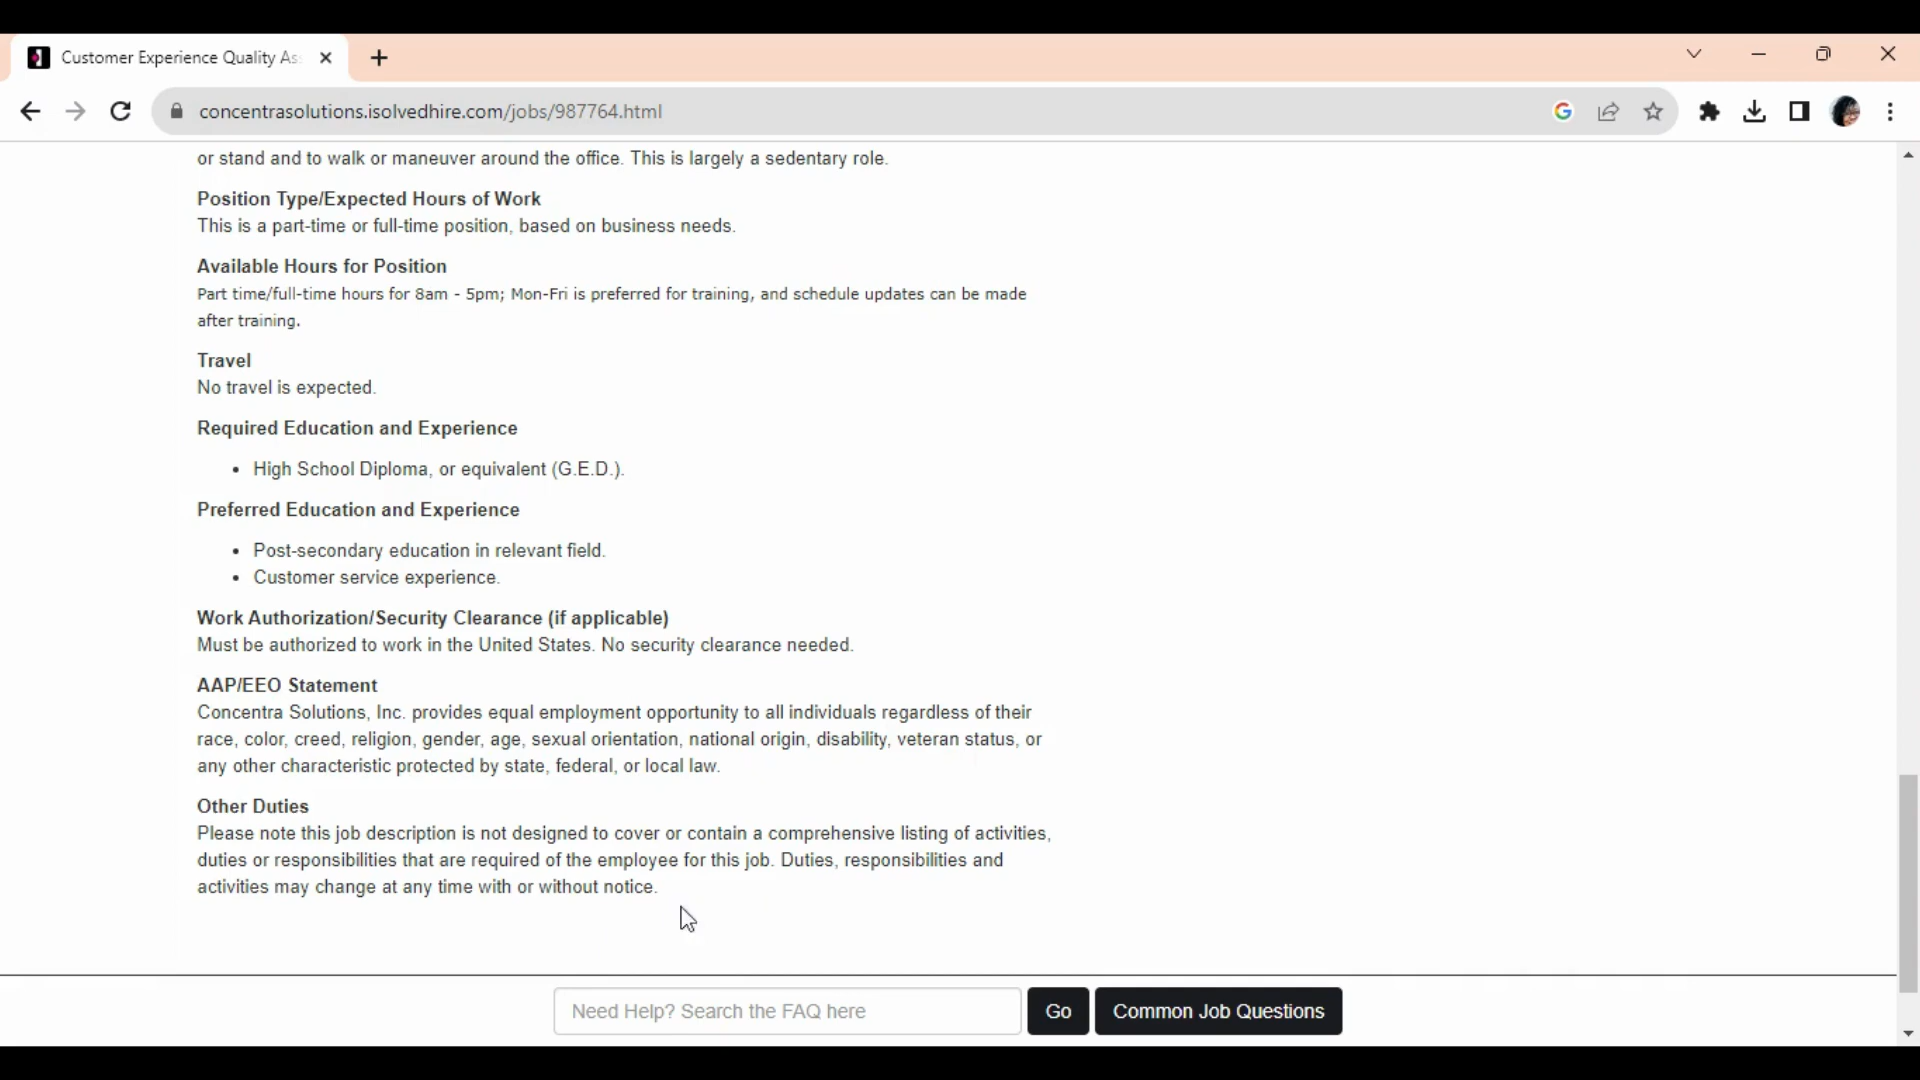 Customer Experience Quality As
concentrasolutions.isolvedhire.com/jobs/987764.html
or stand and to walk or maneuver around the office. This is largely a sedentary role.
Position Type/Expected Hours of Work
This is a part-time or full-time position, based on business needs.
Available Hours for Position
Part time/full-time hours for 8am - 5pm; Mon-Fri is preferred for training, and schedule updates can be made
after training.
Travel
No travel is expected.
Required Education and Experience
• High School Diploma, or equivalent (G.E.D.).
Preferred Education and Experience
• Post-secondary education in relevant field.
• Customer service experience.
Work Authorization/Security Clearance (if applicable)
Must be authorized to work in the United States. No security clearance needed.
AAP/EEO Statement
Concentra Solutions, Inc. provides equal employment opportunity to all individuals regardless of their
race, color, creed, religion, gender, age, sexual orientation, national origin, disability, veteran status, or
any other characteristic protected by state, federal, or local law.
Other Duties
Please note this job description is not designed to cover or contain a comprehensive listing of activities,
duties or responsibilities that are required of the employee for this job. Duties, responsibilities and
activities may change at any time with or without notice.
Need Help? Search the FAQ here
Go
Common Job Questions